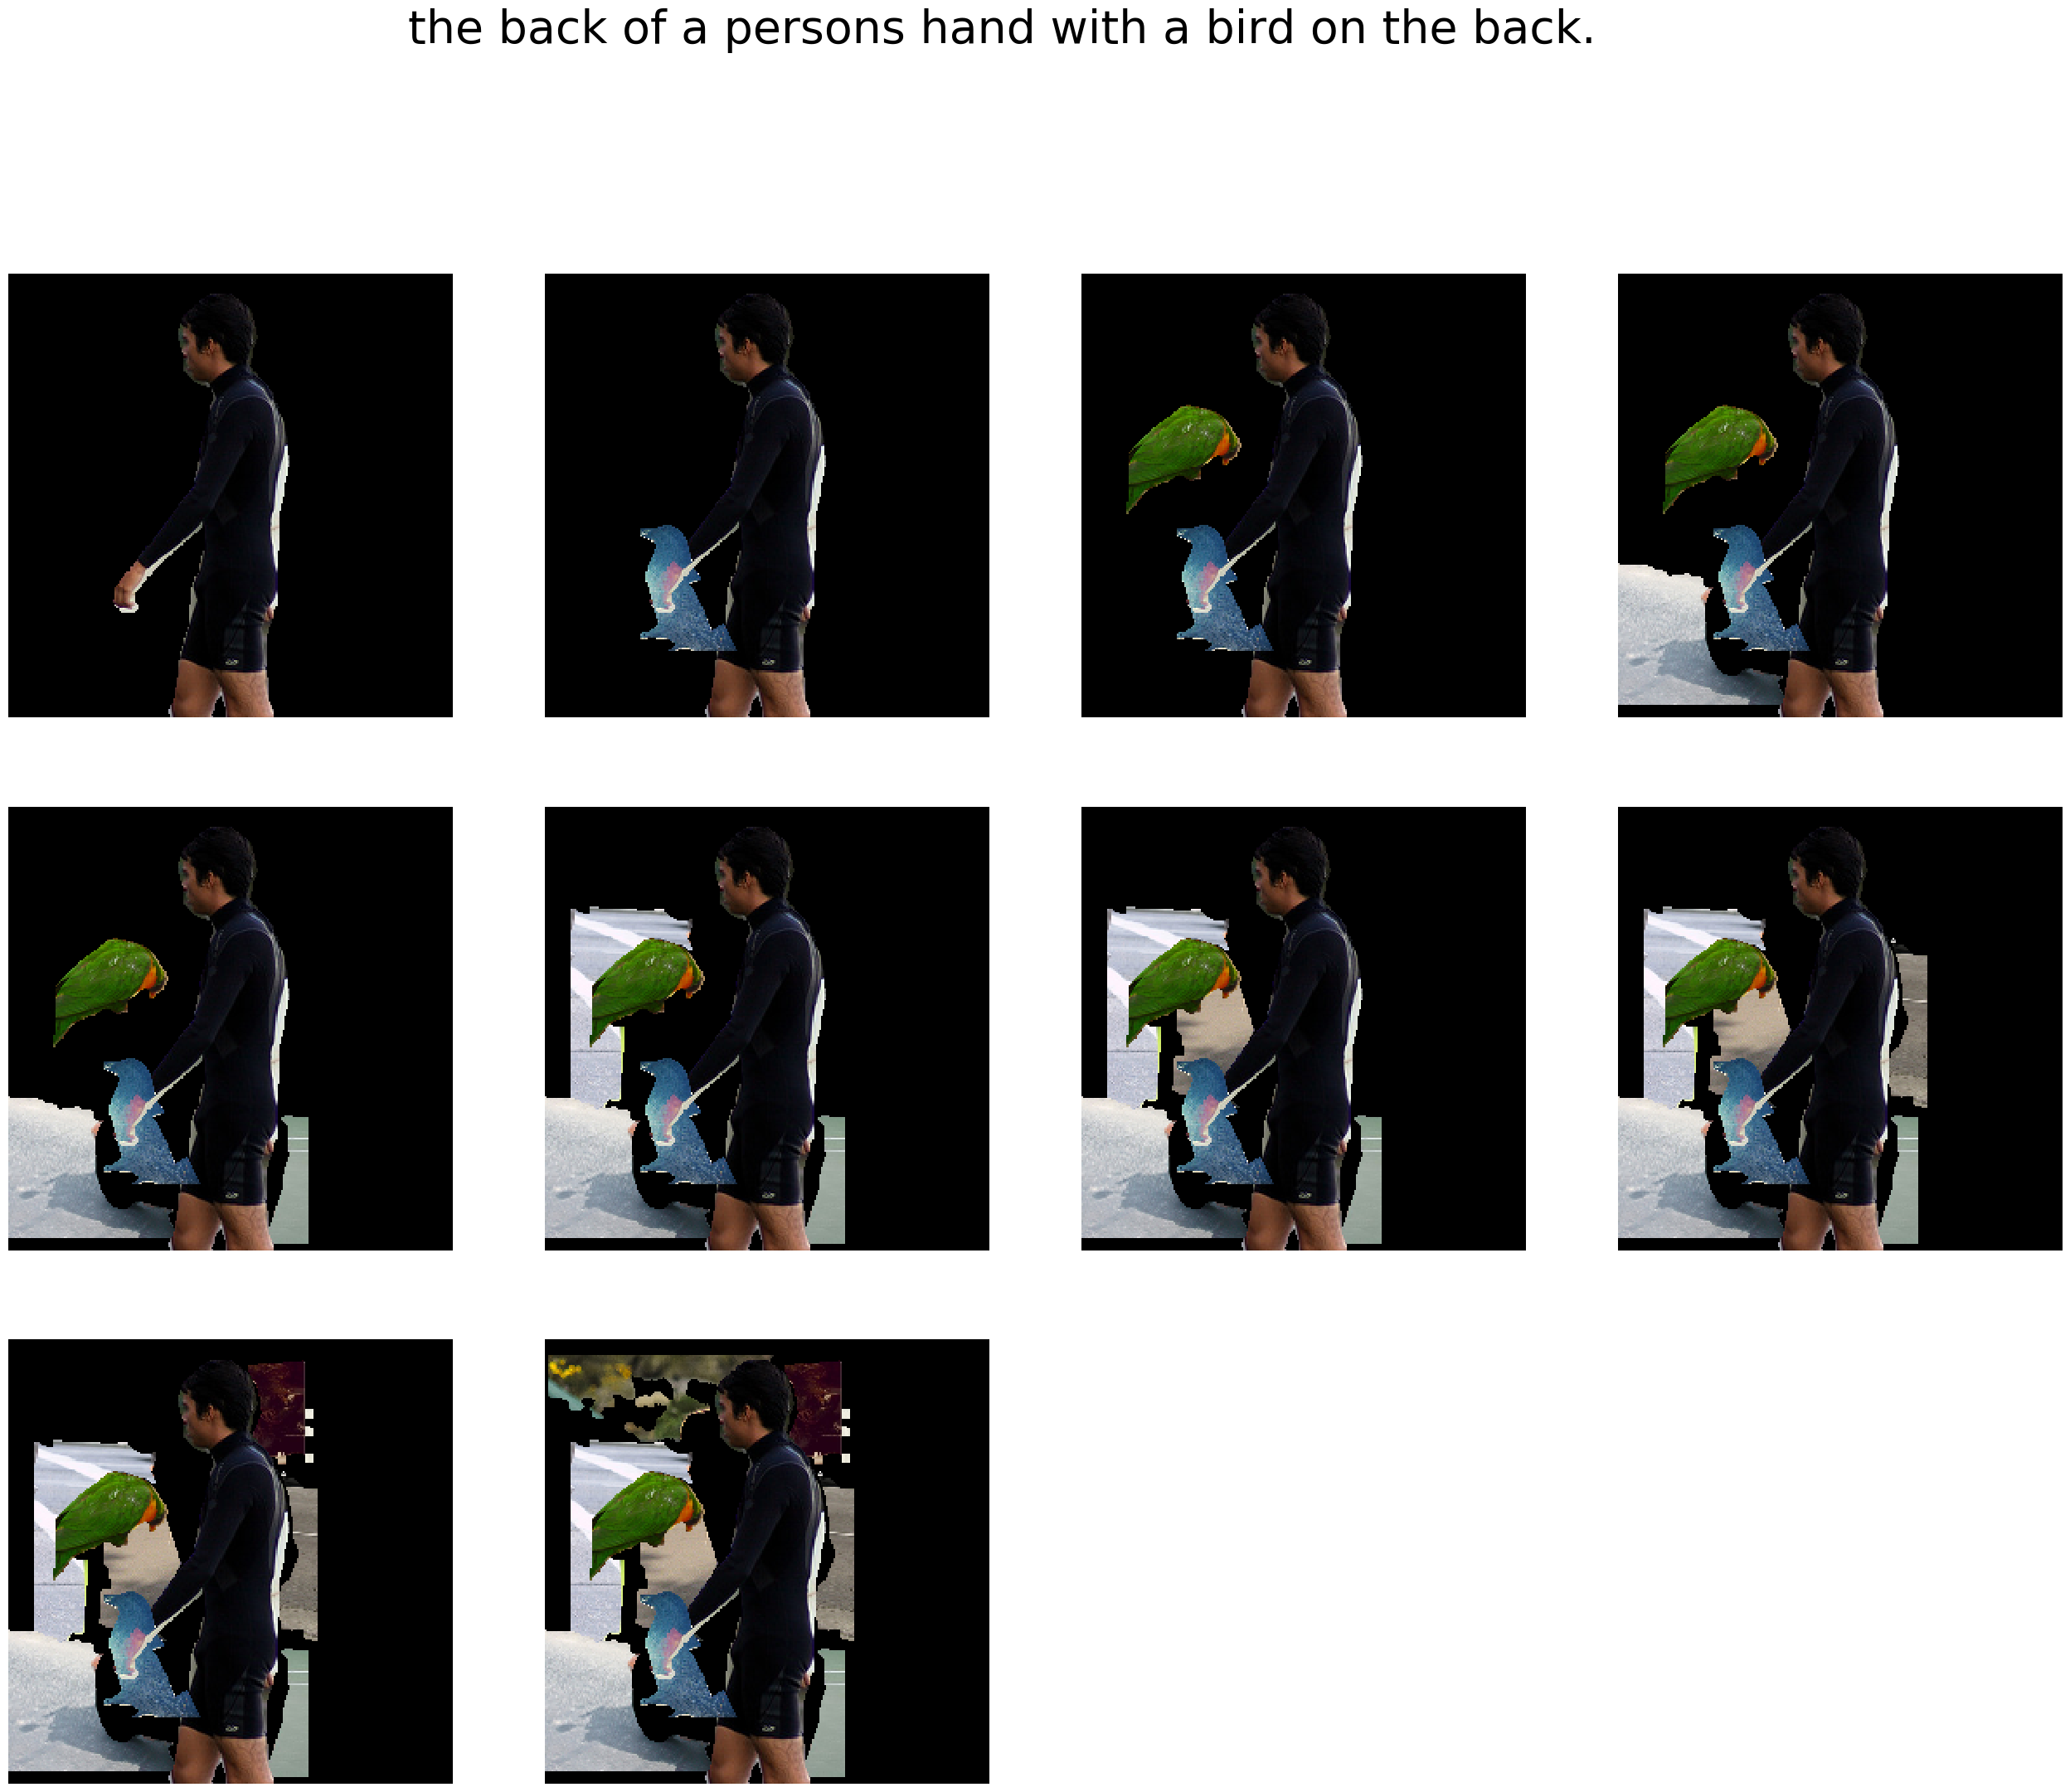 the back of a persons hand with a bird on the back.